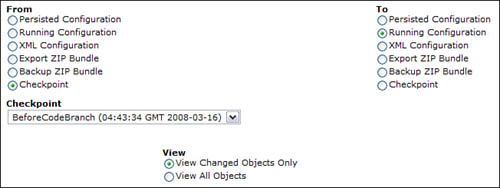 From
Persisted Configuration
Running Configuration
XML Configuration
Export ZIP Bundle
Backup ZIP Bundle
Checkpoint
Checkpoint
BeforeCodeBranch (04:43:34 GMT 2008-03-16)
To
Persisted Configuration
Running Configuration
XML Configuration
Export ZIP Bundle
Backup ZIP Bundle
Checkpoint
View
View Changed Objects Only
View All Objects